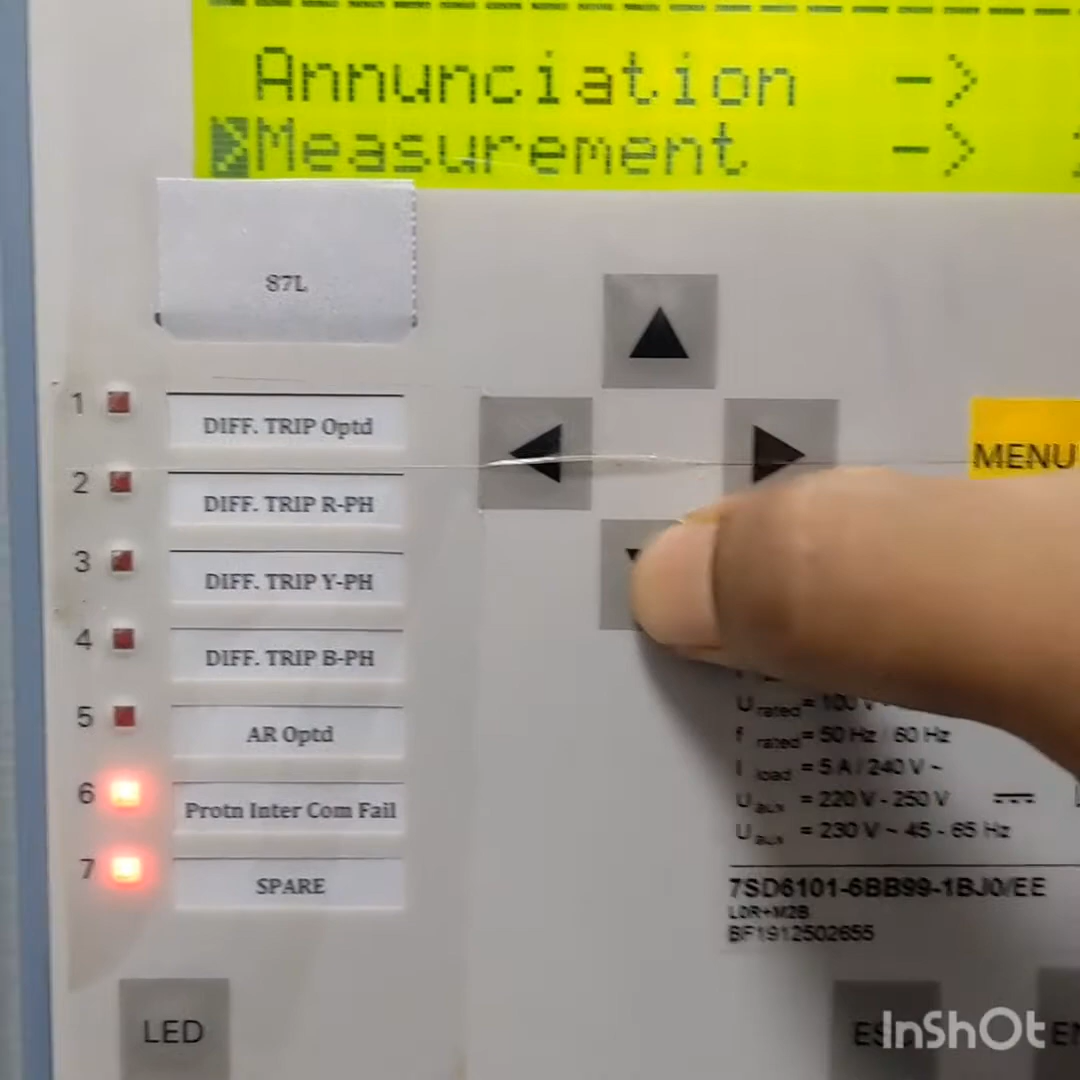 Annunciation ->
Measurement ->
87L
1 DIFF. TRIP Optd
2 DIFF. TRIP R-PH
3 DIFF. TRIP Y-PH
4 DIFF. TRIP B-PH
5 AR Optd
6 Protn Inter Com Fail
7 SPARE
MENU
U rated = 100 V
f rated = 50 Hz / 60 Hz
I load = 5 A / 240 V ~
U aux = 220 V - 250 V
U aux = 230 V ~ 45 - 65 Hz
7SD6101-6BB99-1BJ0/EE
LDR+M2B
BF1912502655
LED
InShOt